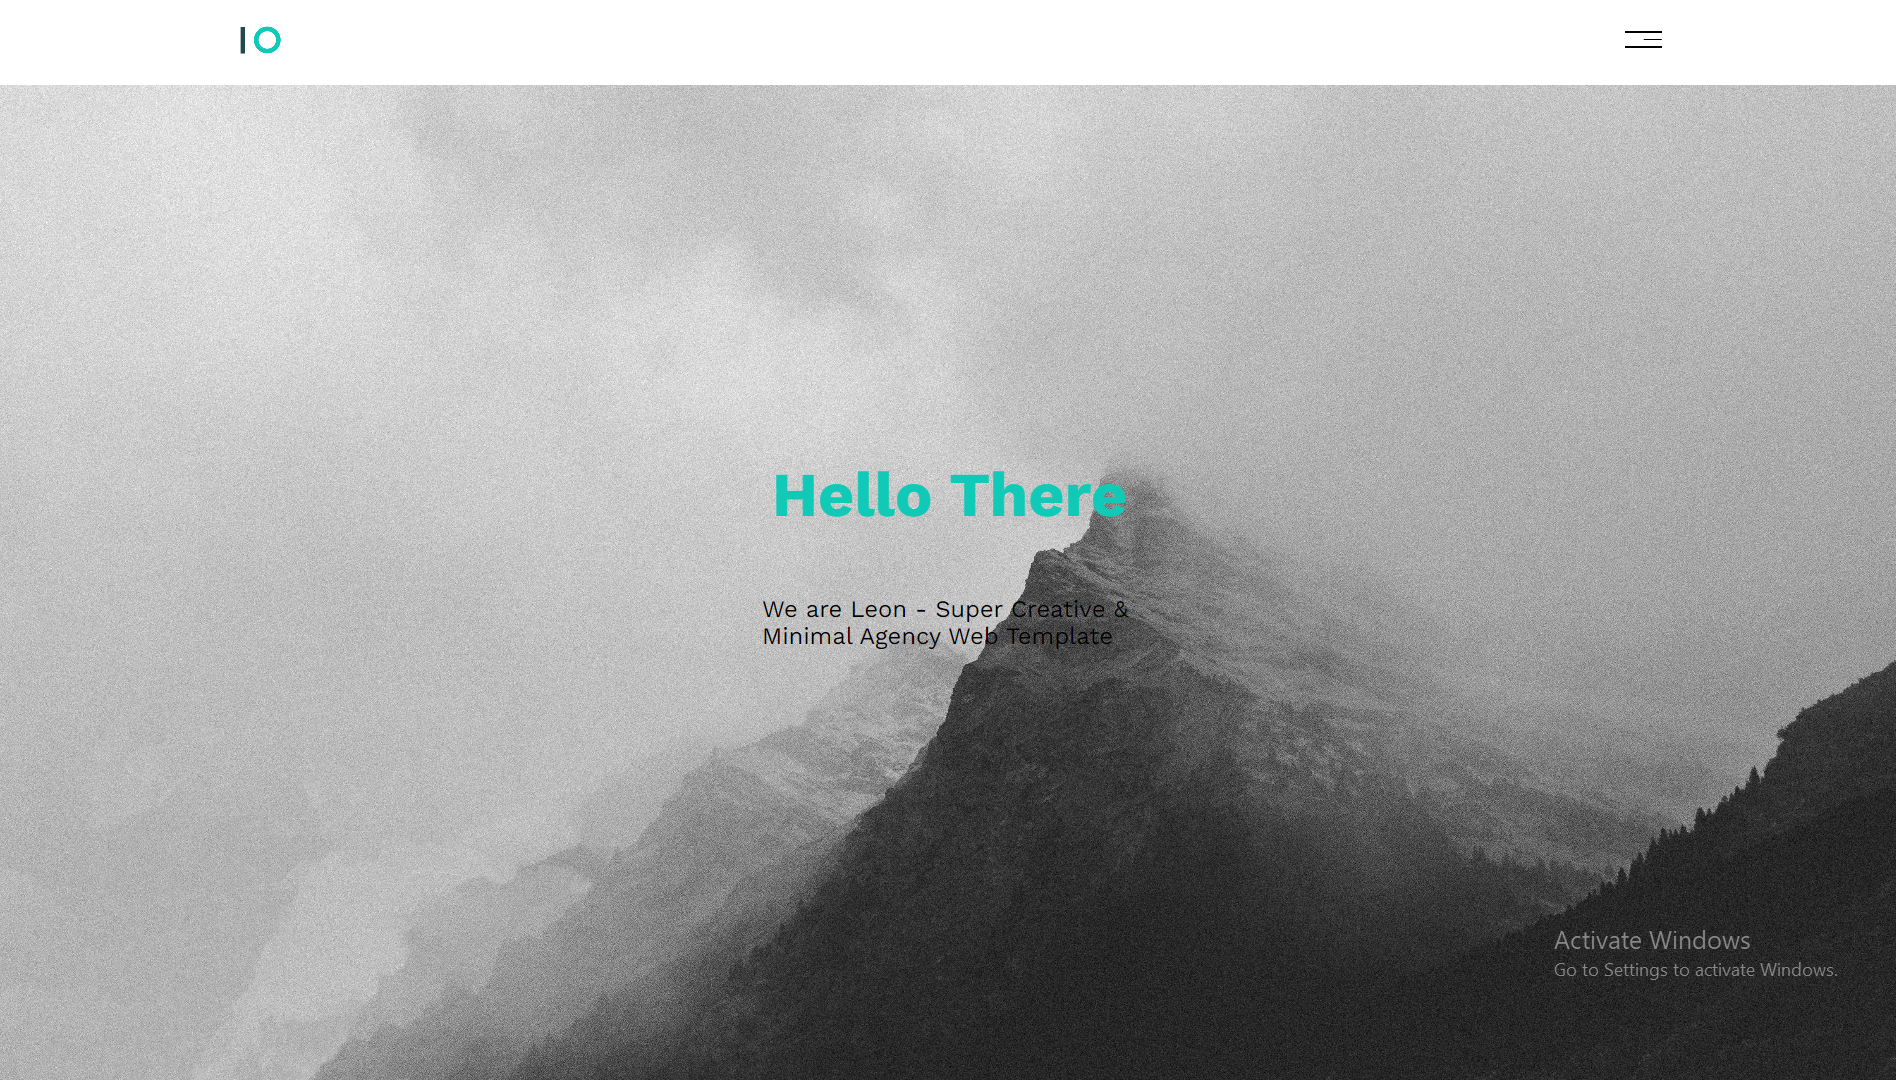 IO
Hello There
We are Leon - Super Creative &
Minimal Agency Web Template
Activate Windows
Go to Settings to activate Windows.